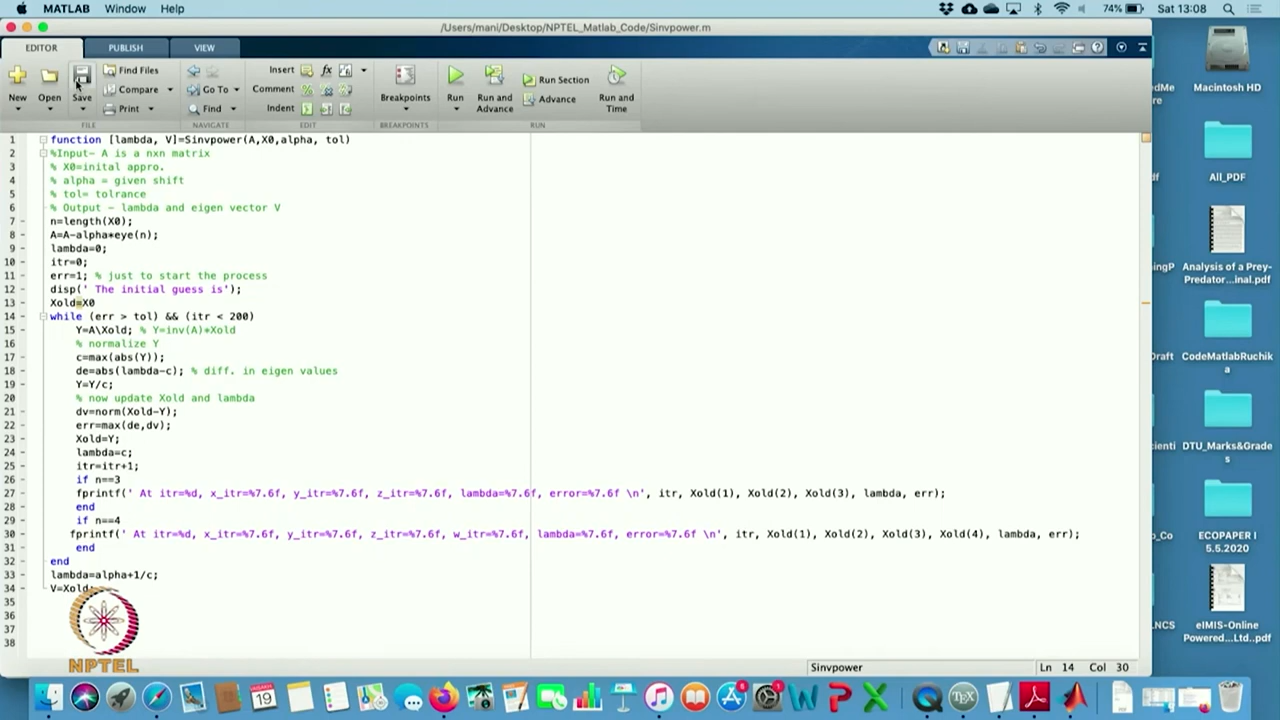 MATLAB Window Help
74% Sat 13:08
/Users/mani/Desktop/NPTEL_Matlab_Code/Sinvpower.m
EDITOR PUBLISH VIEW
New Open Save
Find Files
Compare
Print
Go To
Find
Insert fx
Comment
Indent
Breakpoints
Run
Run and Advance
Run Section
Advance
Run and Time
FILE NAVIGATE EDIT BREAKPOINTS RUN
1 function [lambda, V]=Sinvpower(A,X0,alpha, tol)
2 %Input- A is a nxn matrix
3 % X0=inital appro.
4 % alpha = given shift
5 % tol= tolrance
6 % Output - lambda and eigen vector V
7 - n=length(X0);
8 - A=A-alpha*eye(n);
9 - lambda=0;
10 - itr=0;
11 - err=1; % just to start the process
12 - disp(' The initial guess is');
13 - Xold=X0
14 - while (err > tol) && (itr < 200)
15 - Y=A\Xold; % Y=inv(A)*Xold
16 % normalize Y
17 - c=max(abs(Y));
18 - de=abs(lambda-c); % diff. in eigen values
19 - Y=Y/c;
20 % now update Xold and lambda
21 - dv=norm(Xold-Y);
22 - err=max(de,dv);
23 - Xold=Y;
24 - lambda=c;
25 - itr=itr+1;
26 - if n==3
27 - fprintf(' At itr=%d, x_itr=%7.6f, y_itr=%7.6f, z_itr=%7.6f, lambda=%7.6f, error=%7.6f \n', itr, Xold(1), Xold(2), Xold(3), lambda, err);
28 - end
29 - if n==4
30 - fprintf(' At itr=%d, x_itr=%7.6f, y_itr=%7.6f, z_itr=%7.6f, w_itr=%7.6f, lambda=%7.6f, error=%7.6f \n', itr, Xold(1), Xold(2), Xold(3), Xold(4), lambda, err);
31 - end
32 - end
33 - lambda=alpha+1/c;
34 - V=Xold;
35
36
37
38
NPTEL
Sinvpower Ln 14 Col 30
Macintosh HD
All_PDF
Analysis of a Prey-Predator ...inal.pdf
CodeMatlabRuchika
DTU_Marks&Grades
ECOPAPER I 5.5.2020
eIMIS-Online Powered...Ltd..pdf